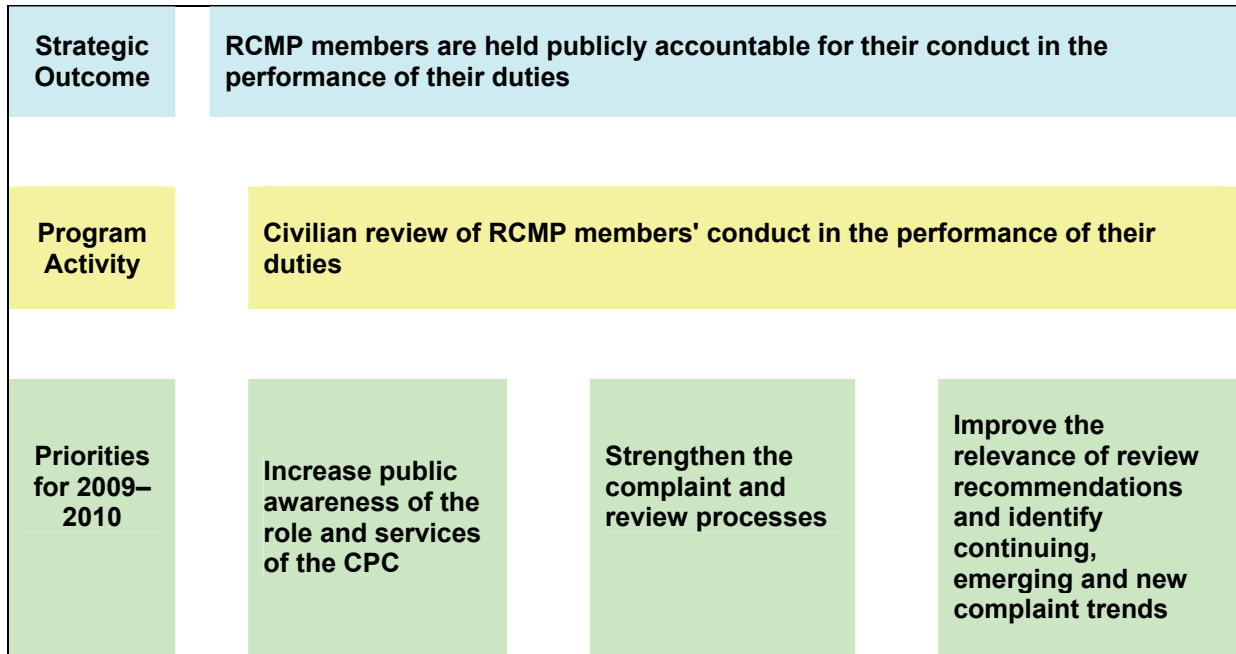 Strategic
Outcome
RCMP members are held publicly accountable for their conduct in the
performance of their duties
Program
Activity
Civilian review of RCMP members' conduct in the performance of their
duties
Priorities
for 2009–
2010
Increase public
awareness of the
role and services
of the CPC
Strengthen the
complaint and
review processes
Improve the
relevance of review
recommendations
and identify
continuing,
emerging and new
complaint trends